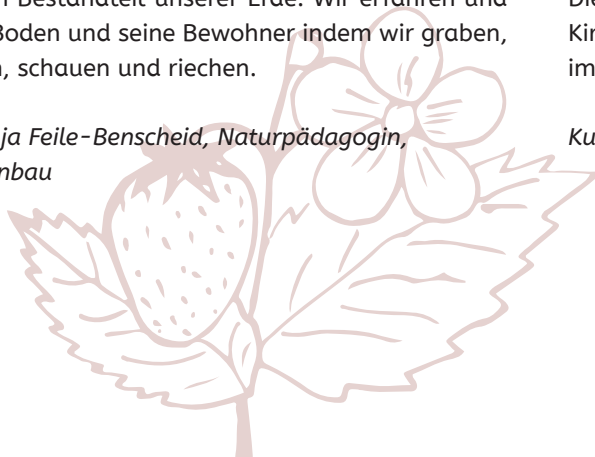 Bestandteil unserer Erde. Wir erfahren und
Boden und seine Bewohner indem wir graben,
, schauen und riechen.
ja Feile-Benscheid, Naturpädagogin,
nbau
Die
Kin
im
Ku